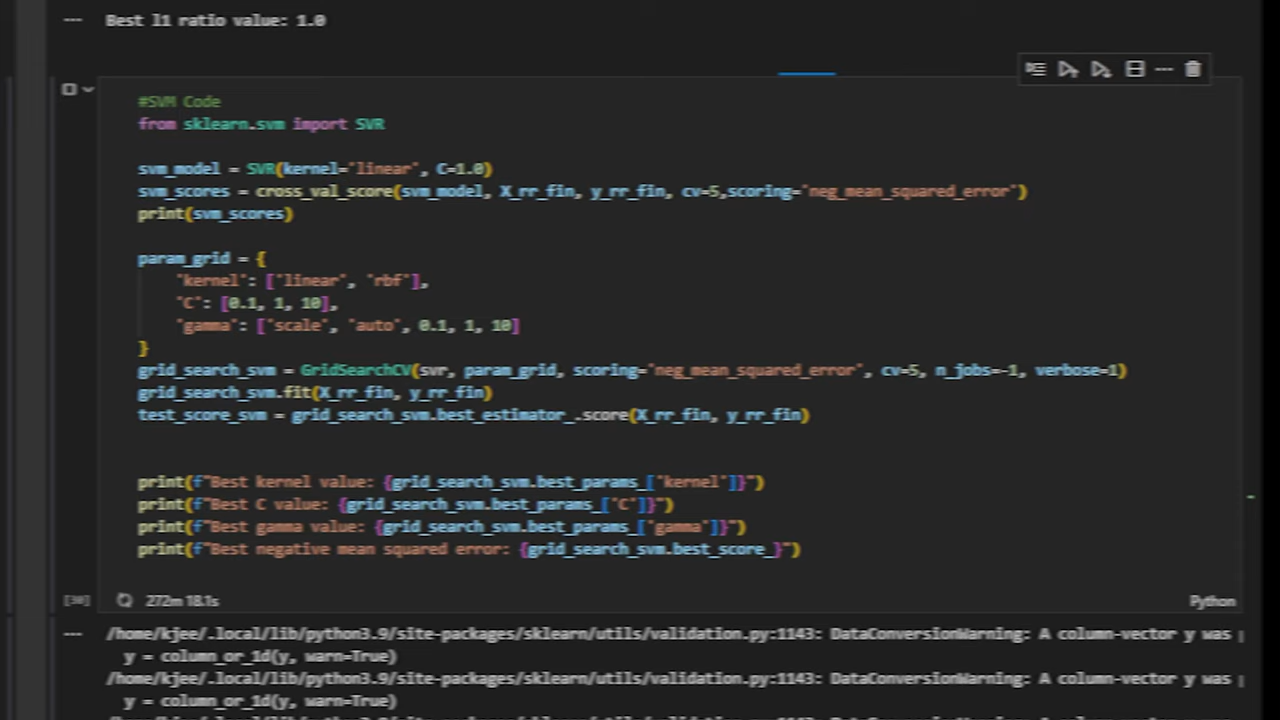 Best l1 ratio value: 1.0
#SVM Code
from sklearn.svm import SVR
svm_model = SVR(kernel="linear", C=1.0)
svm_scores = cross_val_score(svm_model, X_rr_fin, y_rr_fin, cv=5,scoring="neg_mean_squared_error")
print(svm_scores)
param_grid = {
"kernel": ["linear", "rbf"],
"C": [0.1, 1, 10],
"gamma": ["scale", "auto", 0.1, 1, 10]
}
grid_search_svm = GridSearchCV(svr, param_grid, scoring="neg_mean_squared_error", cv=5, n_jobs=-1, verbose=1)
grid_search_svm.fit(X_rr_fin, y_rr_fin)
test_score_svm = grid_search_svm.best_estimator_.score(X_rr_fin, y_rr_fin)
print(f"Best kernel value: {grid_search_svm.best_params_['kernel']}")
print(f"Best C value: {grid_search_svm.best_params_['C']}")
print(f"Best gamma value: {grid_search_svm.best_params_['gamma']}")
print(f"Best negative mean squared error: {grid_search_svm.best_score_}")
[30] 272m 18.1s Python
/home/kjee/.local/lib/python3.9/site-packages/sklearn/utils/validation.py:1143: DataConversionWarning: A column-vector y was
y = column_or_1d(y, warn=True)
/home/kjee/.local/lib/python3.9/site-packages/sklearn/utils/validation.py:1143: DataConversionWarning: A column-vector y was
y = column_or_1d(y, warn=True)